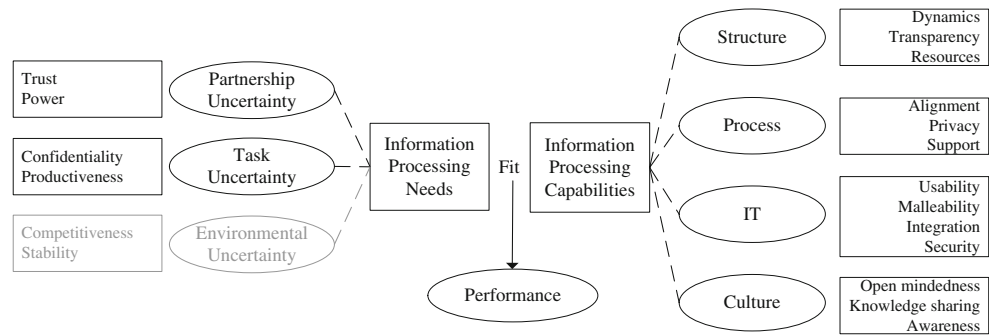 Trust
Power
Partnership
Uncertainty
Confidentiality
Productiveness
Task
Uncertainty
Competitiveness
Stability
Environmental
Uncertainty
Information
Processing
Needs
Fit
Information
Processing
Capabilities
Performance
Structure
Dynamics
Transparency
Resources
Process
Alignment
Privacy
Support
IT
Usability
Malleability
Integration
Security
Culture
Open mindedness
Knowledge sharing
Awareness